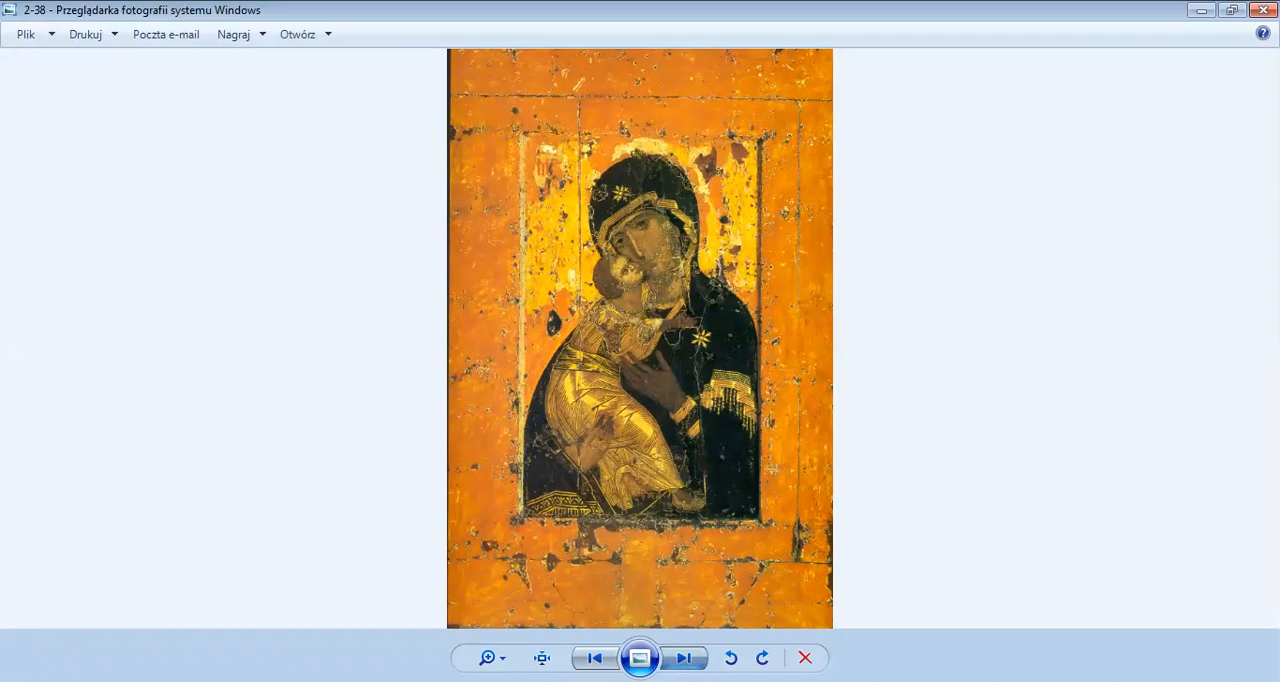 2-38 - Przeglądarka fotografii systemu Windows
Plik Drukuj Poczta e-mail Nagraj Otwórz